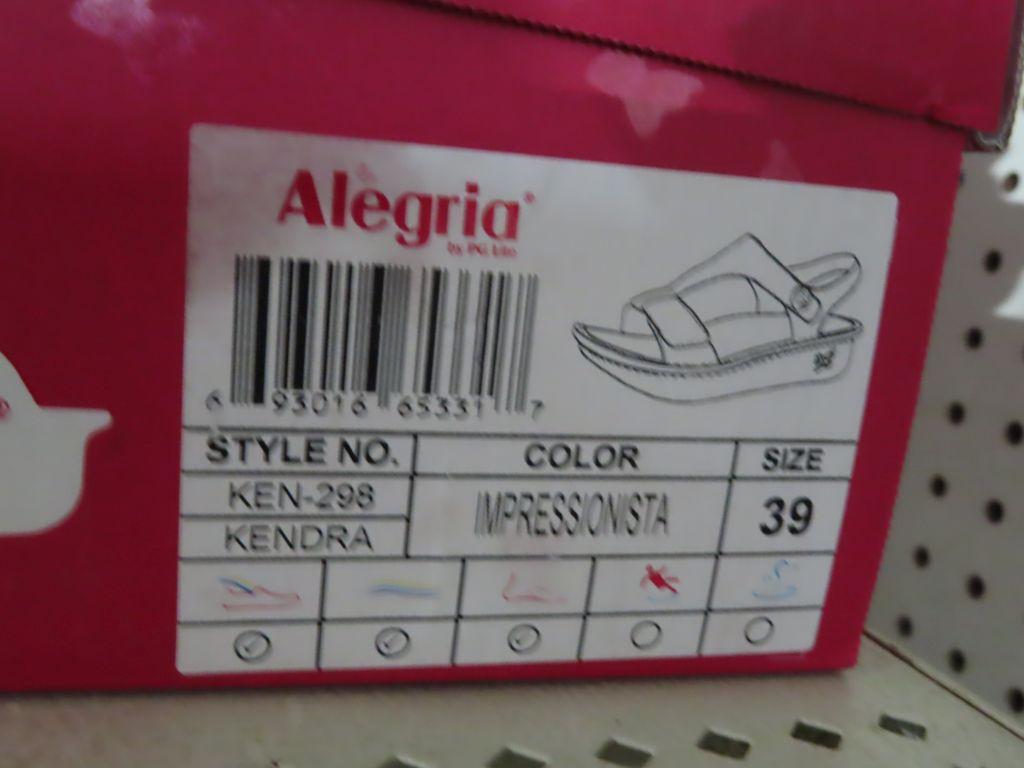 Alegria®
by PG Lite
6 93016 65331 7
STYLE NO. COLOR SIZE
KEN-298 IMPRESSIONISTA 39
KENDRA